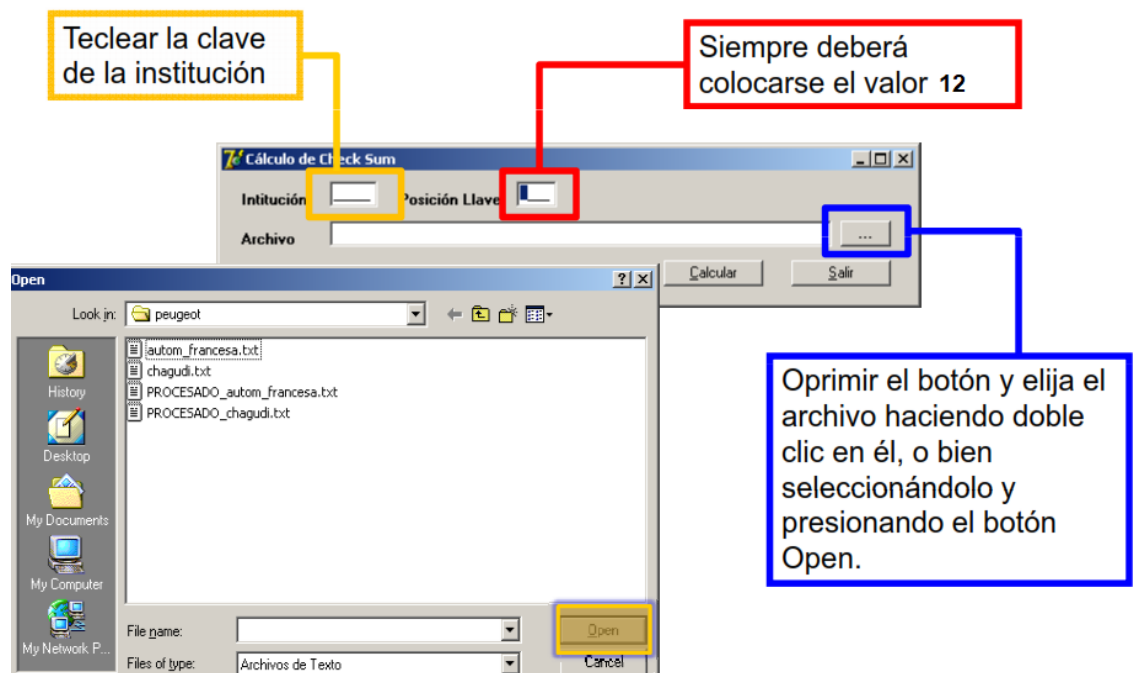 Teclear la clave
de la institución
Siempre deberá
colocarse el valor 12
Cálculo de Check Sum
Intitución
Posición Llave
Archivo
...
Calcular
Salir
Open
Look in:
peugeot
autom_francesa.txt
chagudi.txt
PROCESADO_autom_francesa.txt
PROCESADO_chagudi.txt
History
Desktop
My Documents
My Computer
My Network P...
File name:
Open
Files of type:
Archivos de Texto
Cancel
Oprimir el botón y elija el
archivo haciendo doble
clic en él, o bien
seleccionándolo y
presionando el botón
Open.